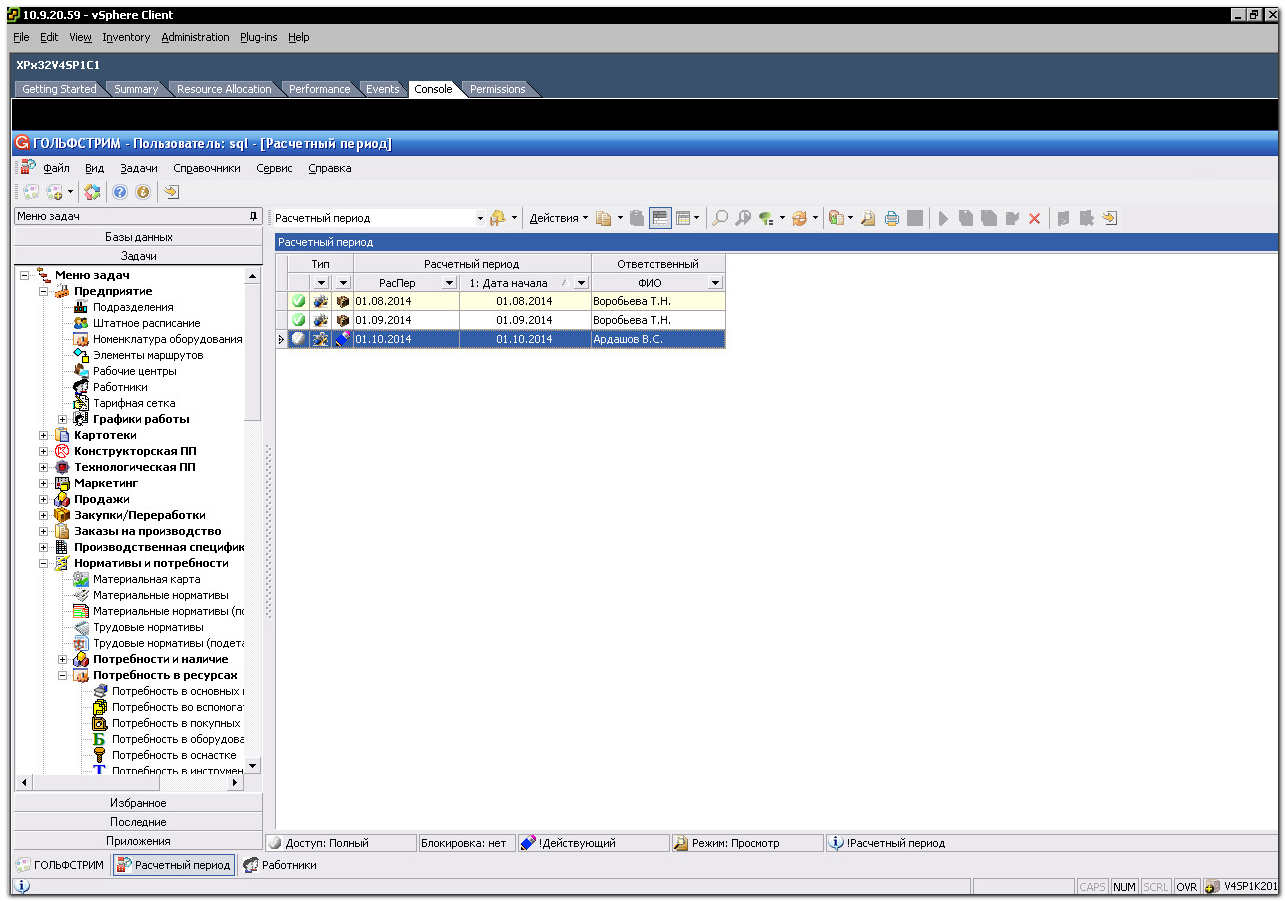 10.9.20.59 - vSphere Client
File Edit View Inventory Administration Plug-ins Help
XPx32V4SP1C1
Getting Started Summary Resource Allocation Performance Events Console Permissions
ГОЛЬФСТРИМ - Пользователь: sql - [Расчетный период]
Файл Вид Задачи Справочники Сервис Справка
Меню задач
Расчетный период Действия
Базы данных
Расчетный период
Задачи
Тип Расчетный период Ответственный
Меню задач
РасПер 1: Дата начала ФИО
Предприятие
01.08.2014 01.08.2014 Воробьева Т.Н.
Подразделения
01.09.2014 01.09.2014 Воробьева Т.Н.
Штатное расписание
01.10.2014 01.10.2014 Ардашов В.С.
Номенклатура оборудования
Элементы маршрутов
Рабочие центры
Работники
Тарифная сетка
Графики работы
Картотеки
Конструкторская ПП
Технологическая ПП
Маркетинг
Продажи
Закупки/Переработки
Заказы на производство
Производственная специфик
Нормативы и потребности
Материальная карта
Материальные нормативы
Материальные нормативы (по
Трудовые нормативы
Трудовые нормативы (подета
Потребности и наличие
Потребность в ресурсах
Потребность в основных
Потребность во вспомога
Потребность в покупных
Потребность в оборудова
Потребность в оснастке
Потребность в инструмен
Избранное
Последние
Приложения
Доступ: Полный Блокировка: нет !Действующий Режим: Просмотр !Расчетный период
ГОЛЬФСТРИМ Расчетный период Работники
CAPS NUM SCRL OVR V4SP1K201